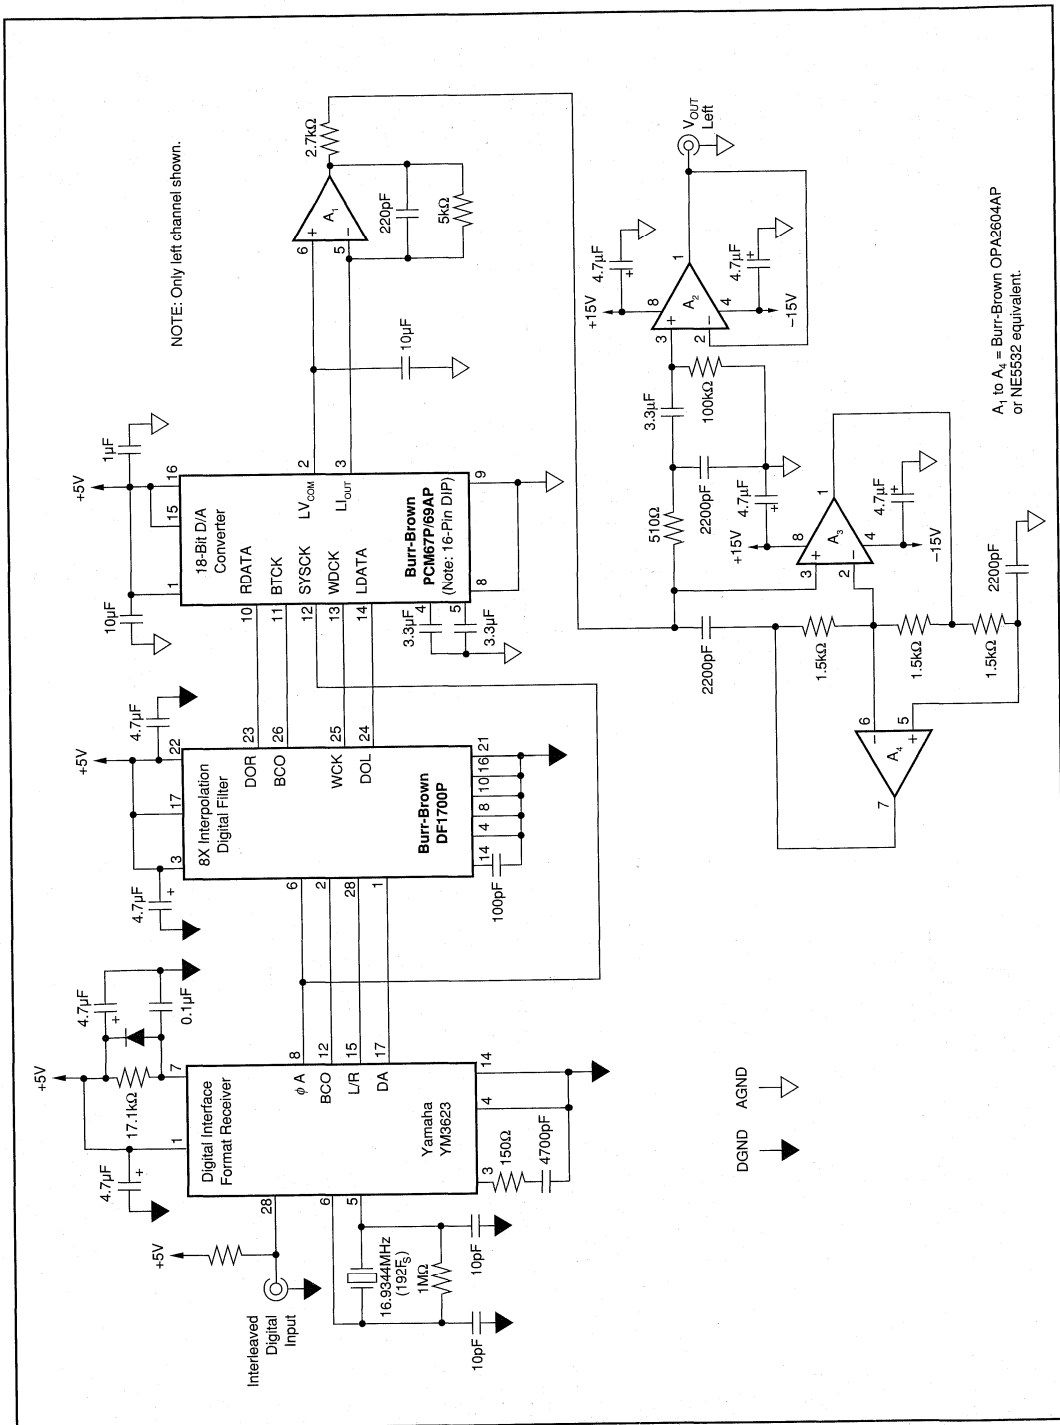 NOTE: Only left channel shown.
+5V
+5V
4.7µF
+
4.7µF
+
17.1kΩ
0.1µF
1
7
Digital Interface
Format Receiver
Yamaha
YM3623
28
6
5
3
4
14
8
φ A
12
BCO
15
L/R
17
DA
Interleaved
Digital
Input
16.9344MHz
(192FS)
1MΩ
10pF
10pF
150Ω
4700pF
+5V
4.7µF
+
4.7µF
3
17
22
8X Interpolation
Digital Filter
Burr-Brown
DF1700P
6
2
28
1
23
DOR
26
BCO
25
WCK
24
DOL
14
4
8
10
16
21
100pF
+5V
10µF
1µF
1
15
16
18-Bit D/A
Converter
10
RDATA
11
BTCK
12
SYSCK
13
WDCK
14
LDATA
2
LVCOM
3
LIOUT
Burr-Brown
PCM67P/69AP
(Note: 16-Pin DIP)
4
5
8
9
3.3µF
3.3µF
10µF
6
+
5
−
A1
2.7kΩ
220pF
5kΩ
2200pF
510Ω
2200pF
3.3µF
100kΩ
+15V
4.7µF
+
8
3
+
2
−
A2
1
4
4.7µF
+
−15V
VOUT
Left
+15V
4.7µF
+
8
3
+
2
−
A3
1
4
4.7µF
+
−15V
1.5kΩ
1.5kΩ
1.5kΩ
2200pF
6
−
5
+
A4
7
DGND
AGND
A1 to A4 = Burr-Brown OPA2604AP
or NE5532 equivalent.